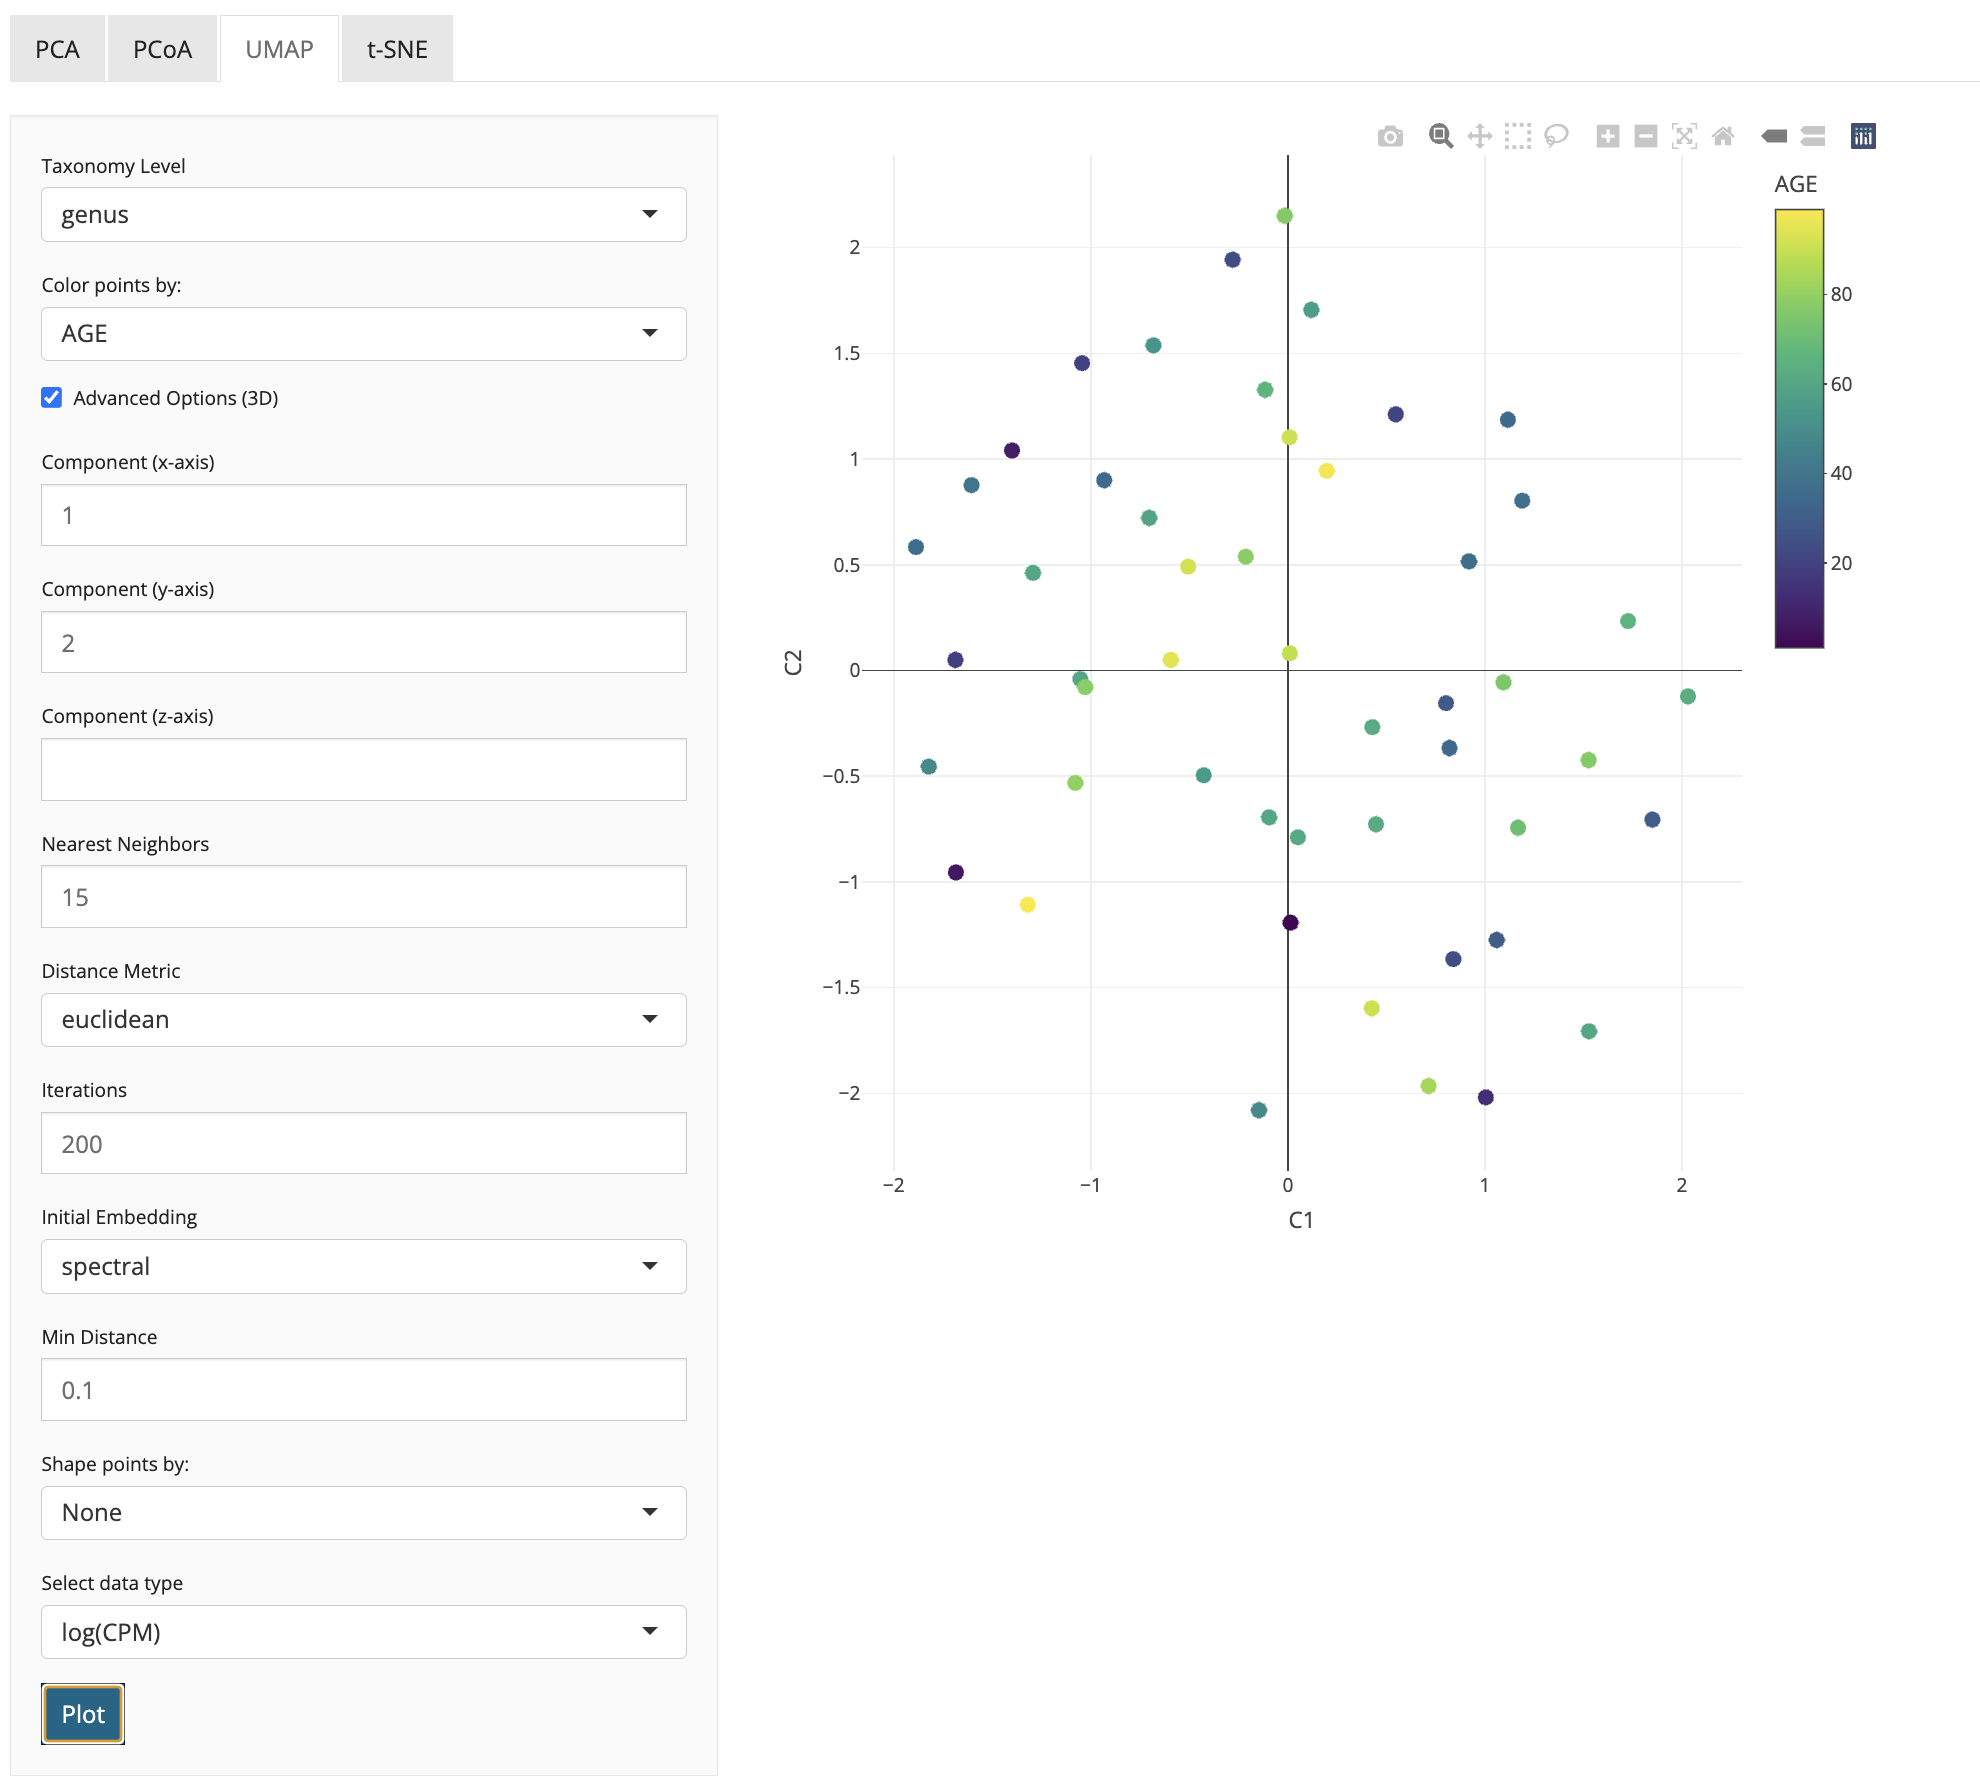 PCA
PCoA
UMAP
t-SNE
Taxonomy Level
genus
Color points by:
AGE
Advanced Options (3D)
Component (x-axis)
1
Component (y-axis)
2
Component (z-axis)
Nearest Neighbors
15
Distance Metric
euclidean
Iterations
200
Initial Embedding
spectral
Min Distance
0.1
Shape points by:
None
Select data type
log(CPM)
Plot
C2
2
1.5
1
0.5
0
−0.5
−1
−1.5
−2
−2
−1
0
1
2
C1
AGE
80
60
40
20